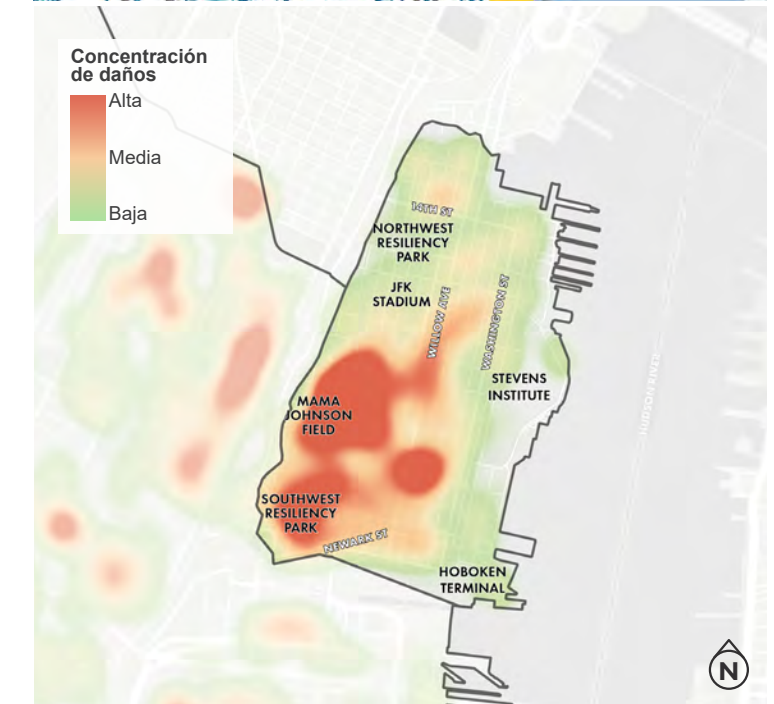 Concentración
de daños
Alta
Media
Baja
14TH ST
NORTHWEST
RESILIENCY
PARK
JFK
STADIUM
WILLOW AVE
WASHINGTON ST
STEVENS
INSTITUTE
HUDSON RIVER
MAMA
JOHNSON
FIELD
SOUTHWEST
RESILIENCY
PARK
NEWARK ST
HOBOKEN
TERMINAL
N